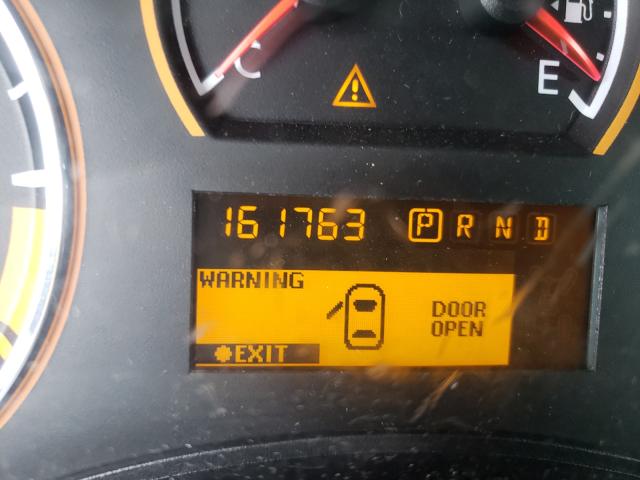 C
E
161763 P R N D
WARNING
DOOR
OPEN
EXIT